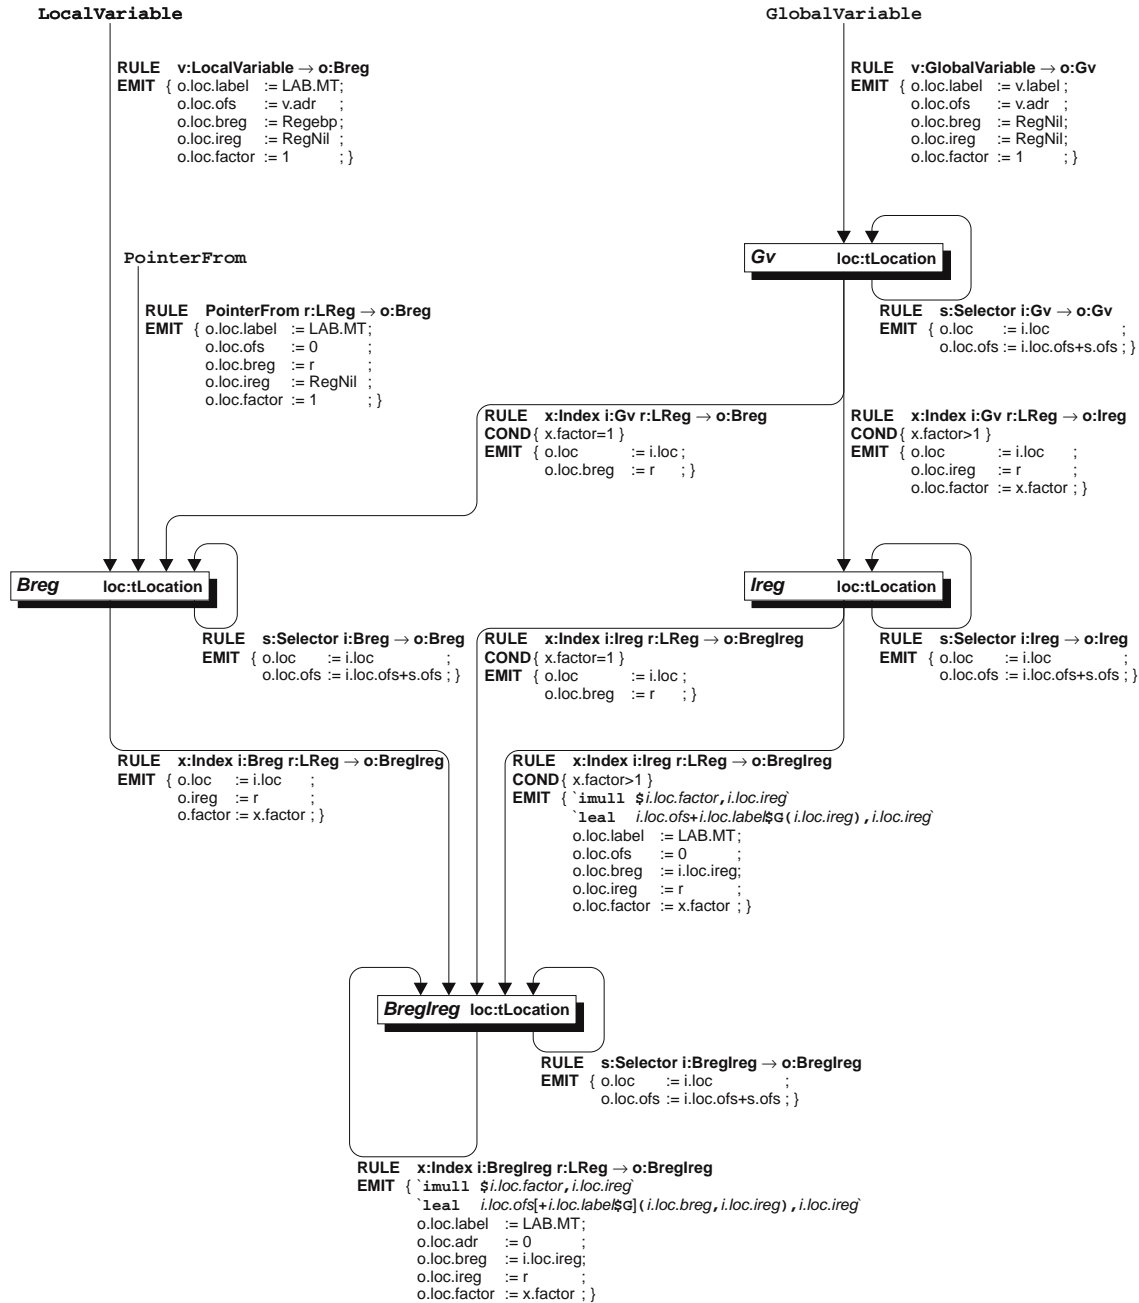 LocalVariable
GlobalVariable
RULE v:LocalVariable → o:Breg
EMIT { o.loc.label := LAB.MT;
o.loc.ofs := v.adr ;
o.loc.breg := Regebp;
o.loc.ireg := RegNil ;
o.loc.factor := 1 ; }
RULE v:GlobalVariable → o:Gv
EMIT { o.loc.label := v.label ;
o.loc.ofs := v.adr ;
o.loc.breg := RegNil;
o.loc.ireg := RegNil;
o.loc.factor := 1 ; }
PointerFrom
Gv loc:tLocation
RULE PointerFrom r:LReg → o:Breg
EMIT { o.loc.label := LAB.MT;
o.loc.ofs := 0 ;
o.loc.breg := r ;
o.loc.ireg := RegNil ;
o.loc.factor := 1 ; }
RULE s:Selector i:Gv → o:Gv
EMIT { o.loc := i.loc ;
o.loc.ofs := i.loc.ofs+s.ofs ; }
RULE x:Index i:Gv r:LReg → o:Breg
COND { x.factor=1 }
EMIT { o.loc := i.loc ;
o.loc.breg := r ; }
RULE x:Index i:Gv r:LReg → o:Ireg
COND { x.factor>1 }
EMIT { o.loc := i.loc ;
o.loc.ireg := r ;
o.loc.factor := x.factor ; }
Breg loc:tLocation
Ireg loc:tLocation
RULE s:Selector i:Breg → o:Breg
EMIT { o.loc := i.loc ;
o.loc.ofs := i.loc.ofs+s.ofs ; }
RULE x:Index i:Ireg r:LReg → o:BregIreg
COND { x.factor=1 }
EMIT { o.loc := i.loc ;
o.loc.breg := r ; }
RULE s:Selector i:Ireg → o:Ireg
EMIT { o.loc := i.loc ;
o.loc.ofs := i.loc.ofs+s.ofs ; }
RULE x:Index i:Breg r:LReg → o:BregIreg
EMIT { o.loc := i.loc ;
o.ireg := r ;
o.factor := x.factor ; }
RULE x:Index i:Ireg r:LReg → o:BregIreg
COND { x.factor>1 }
EMIT { `imull $i.loc.factor,i.loc.ireg`
`leal i.loc.ofs+i.loc.label$G(i.loc.ireg),i.loc.ireg`
o.loc.label := LAB.MT;
o.loc.ofs := 0 ;
o.loc.breg := i.loc.ireg;
o.loc.ireg := r ;
o.loc.factor := x.factor ; }
BregIreg loc:tLocation
RULE s:Selector i:BregIreg → o:BregIreg
EMIT { o.loc := i.loc ;
o.loc.ofs := i.loc.ofs+s.ofs ; }
RULE x:Index i:BregIreg r:LReg → o:BregIreg
EMIT { `imull $i.loc.factor,i.loc.ireg`
`leal i.loc.ofs[+i.loc.label$G](i.loc.breg,i.loc.ireg),i.loc.ireg`
o.loc.label := LAB.MT;
o.loc.adr := 0 ;
o.loc.breg := i.loc.ireg;
o.loc.ireg := r ;
o.loc.factor := x.factor ; }